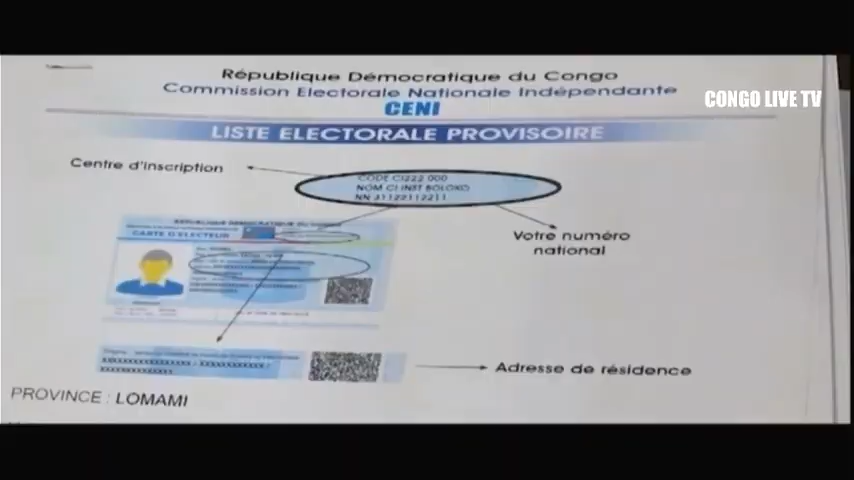 République Démocratique du Congo
Commission Electorale Nationale Indépendante
CENI
CONGO LIVE TV
LISTE ELECTORALE PROVISOIRE
Centre d'inscription
CODE CI222 000
NOM CI INST BOLOKO
NN 31122112211
CARTE D'ELECTEUR
Votre numéro
national
Adresse de résidence
PROVINCE : LOMAMI